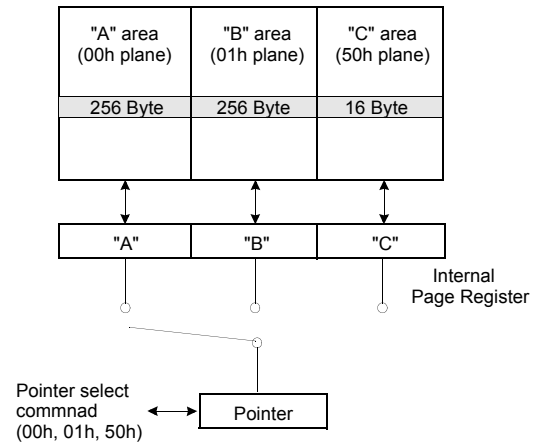 "A" area "B" area "C" area
(00h plane) (01h plane) (50h plane)
256 Byte 256 Byte 16 Byte
"A" "B" "C"
Internal
Page Register
Pointer select
commnad
(00h, 01h, 50h)
Pointer